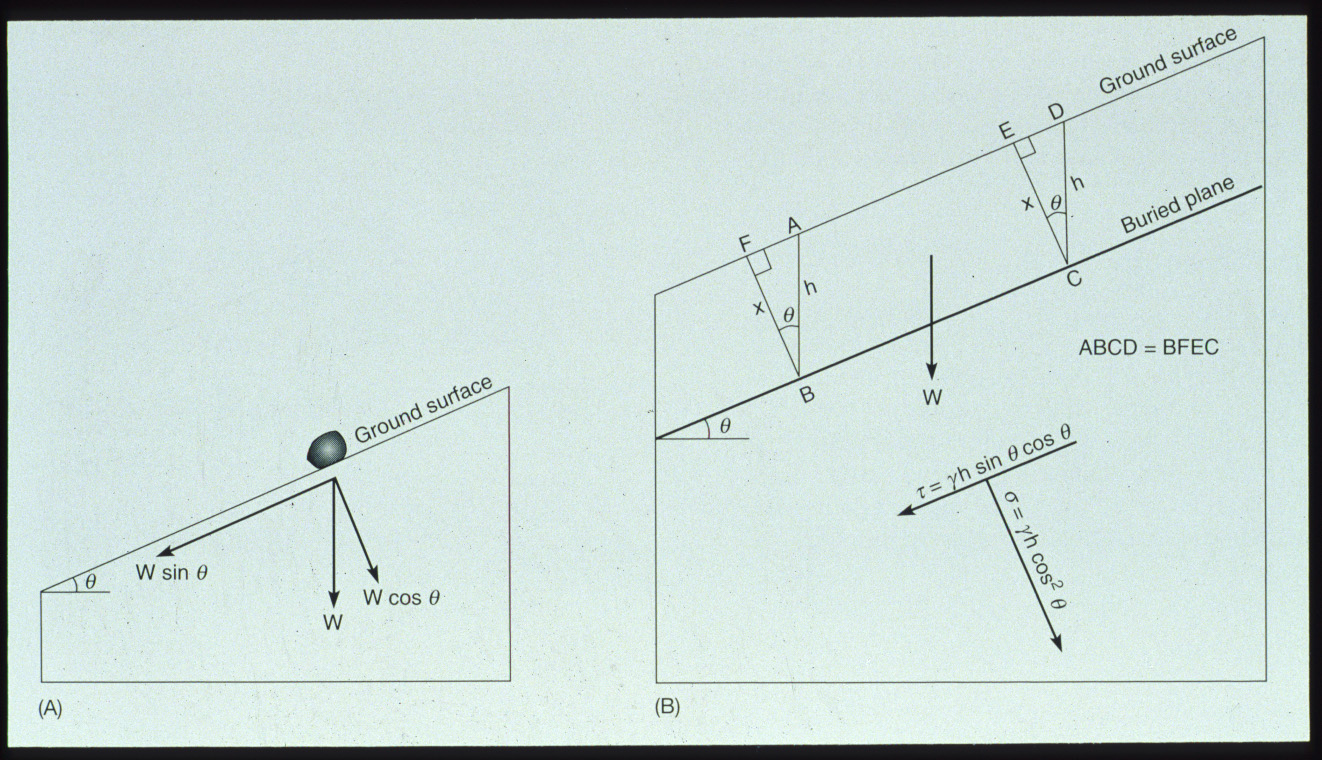 Ground surface
θ
W sin θ
W cos θ
W
(A)
Ground surface
D
E
h
x
θ
Buried plane
A
F
h
x
θ
C
ABCD = BFEC
B
W
θ
τ = γh sin θ cos θ
σ = γh cos² θ
(B)